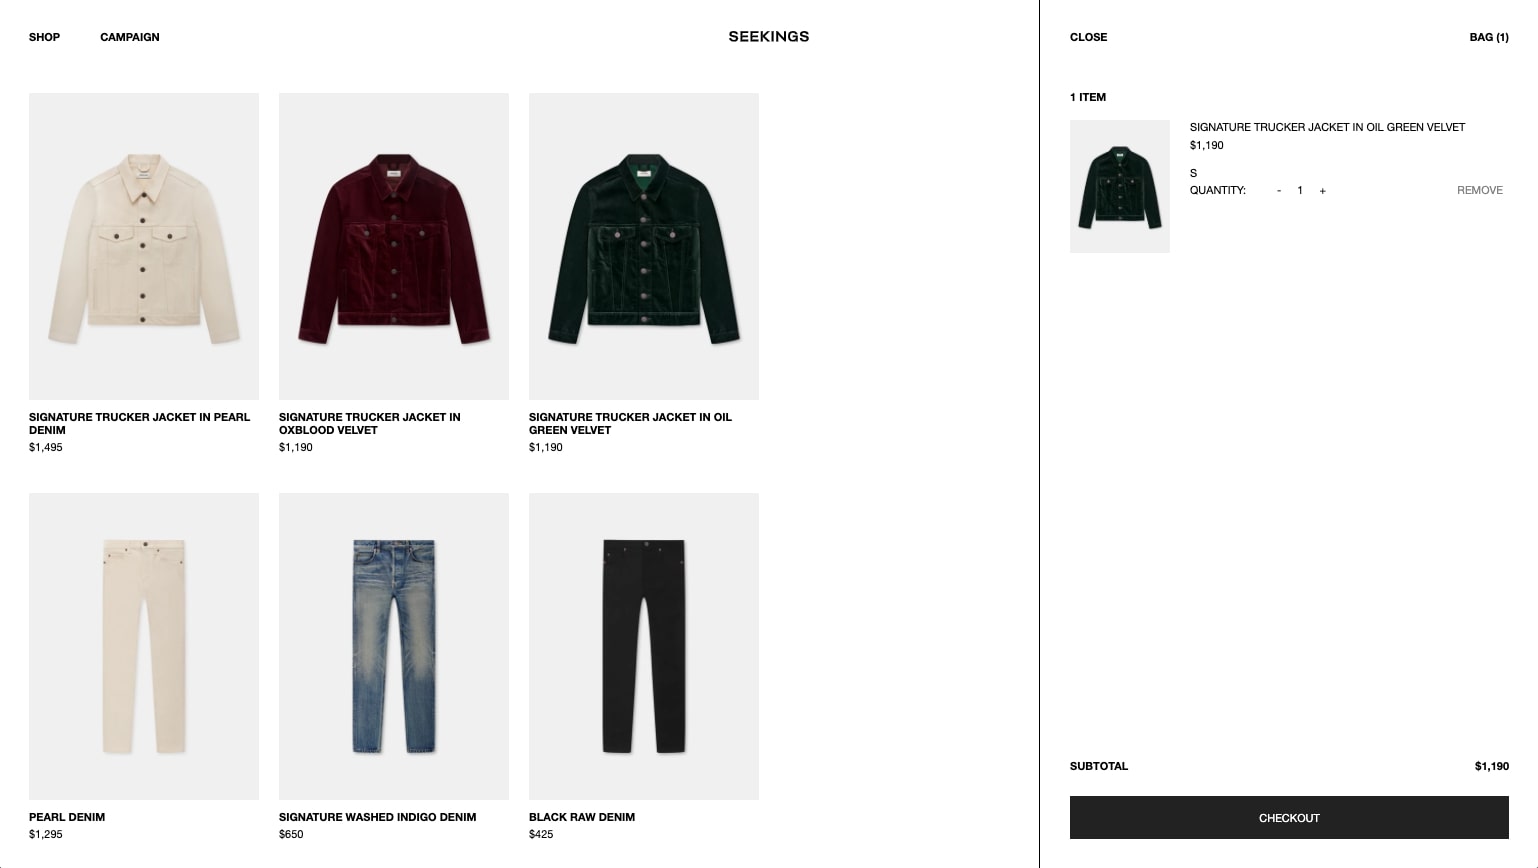 SHOP
CAMPAIGN
SEEKINGS
CLOSE
BAG (1)
SIGNATURE TRUCKER JACKET IN PEARL
DENIM
$1,495
SIGNATURE TRUCKER JACKET IN
OXBLOOD VELVET
$1,190
SIGNATURE TRUCKER JACKET IN OIL
GREEN VELVET
$1,190
PEARL DENIM
$1,295
SIGNATURE WASHED INDIGO DENIM
$650
BLACK RAW DENIM
$425
1 ITEM
SIGNATURE TRUCKER JACKET IN OIL GREEN VELVET
$1,190
S
QUANTITY: - 1 + REMOVE
SUBTOTAL $1,190
CHECKOUT